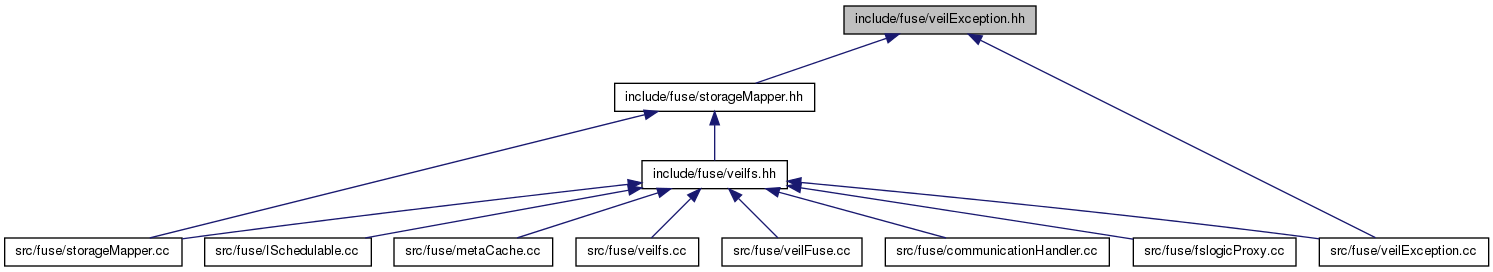 include/fuse/veilException.hh
include/fuse/storageMapper.hh
include/fuse/veilfs.hh
src/fuse/storageMapper.cc
src/fuse/ISchedulable.cc
src/fuse/metaCache.cc
src/fuse/veilfs.cc
src/fuse/veilFuse.cc
src/fuse/communicationHandler.cc
src/fuse/fslogicProxy.cc
src/fuse/veilException.cc